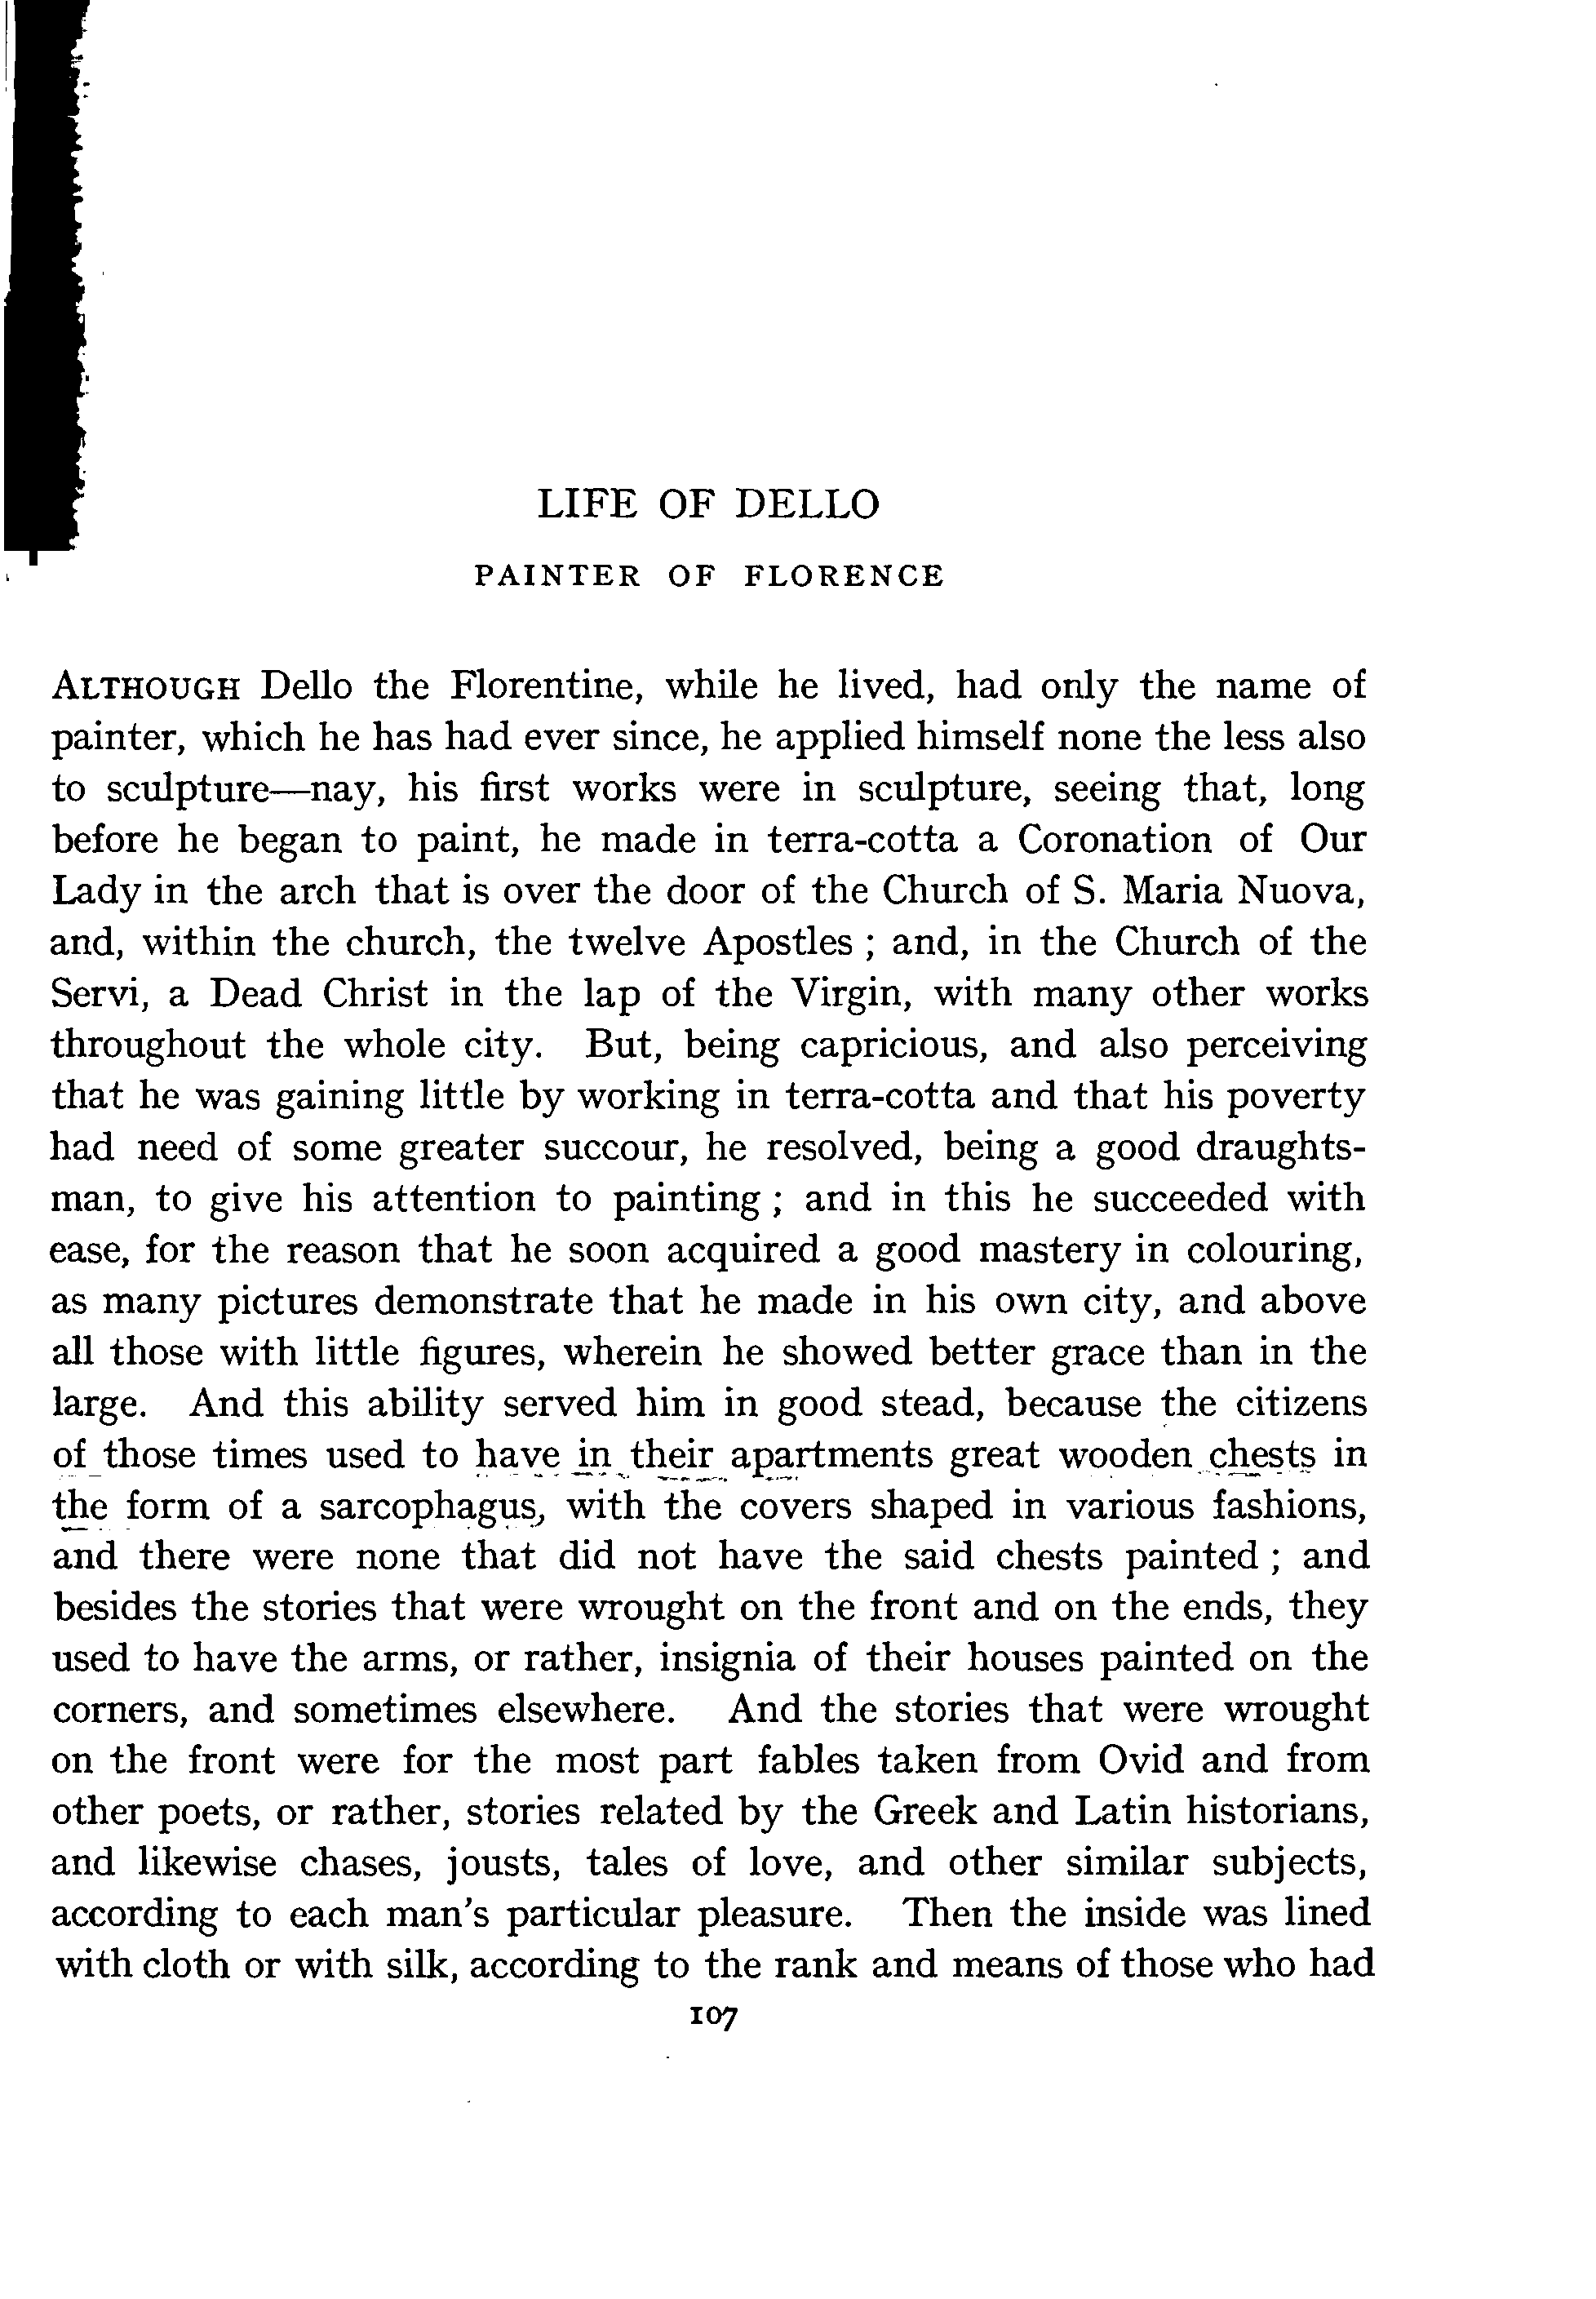 LIFE OF DELLO
PAINTER OF FLORENCE
ALTHOUGH Dello the Florentine, while he lived, had only the name of
painter, which he has had ever since, he applied himself none the less also
to sculpture—nay, his first works were in sculpture, seeing that, long
before he began to paint, he made in terra-cotta a Coronation of Our
Lady in the arch that is over the door of the Church of S. Maria Nuova,
and, within the church, the twelve Apostles ; and, in the Church of the
Servi, a Dead Christ in the lap of the Virgin, with many other works
throughout the whole city. But, being capricious, and also perceiving
that he was gaining little by working in terra-cotta and that his poverty
had need of some greater succour, he resolved, being a good draughts-
man, to give his attention to painting ; and in this he succeeded with
ease, for the reason that he soon acquired a good mastery in colouring,
as many pictures demonstrate that he made in his own city, and above
all those with little figures, wherein he showed better grace than in the
large. And this ability served him in good stead, because the citizens
of those times used to have in their apartments great wooden chests in
the form of a sarcophagus, with the covers shaped in various fashions,
and there were none that did not have the said chests painted ; and
besides the stories that were wrought on the front and on the ends, they
used to have the arms, or rather, insignia of their houses painted on the
corners, and sometimes elsewhere. And the stories that were wrought
on the front were for the most part fables taken from Ovid and from
other poets, or rather, stories related by the Greek and Latin historians,
and likewise chases, jousts, tales of love, and other similar subjects,
according to each man's particular pleasure. Then the inside was lined
with cloth or with silk, according to the rank and means of those who had
107